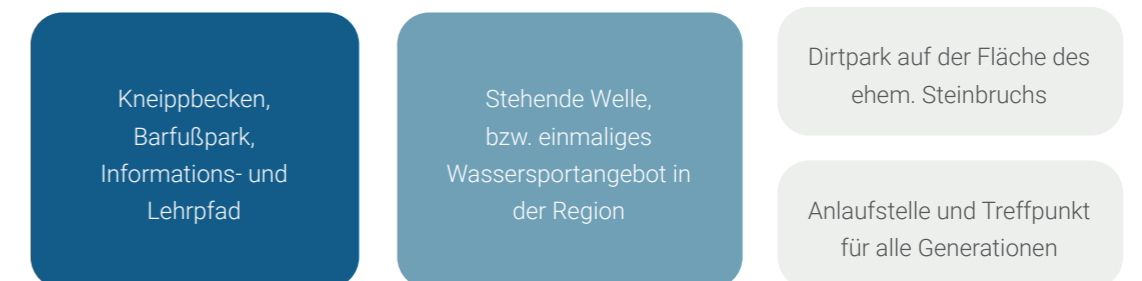 Kneippbecken,
Barfußpark,
Informations- und
Lehrpfad
Stehende Welle,
bzw. einmaliges
Wassersportangebot in
der Region
Dirtpark auf der Fläche des
ehem. Steinbruchs
Anlaufstelle und Treffpunkt
für alle Generationen